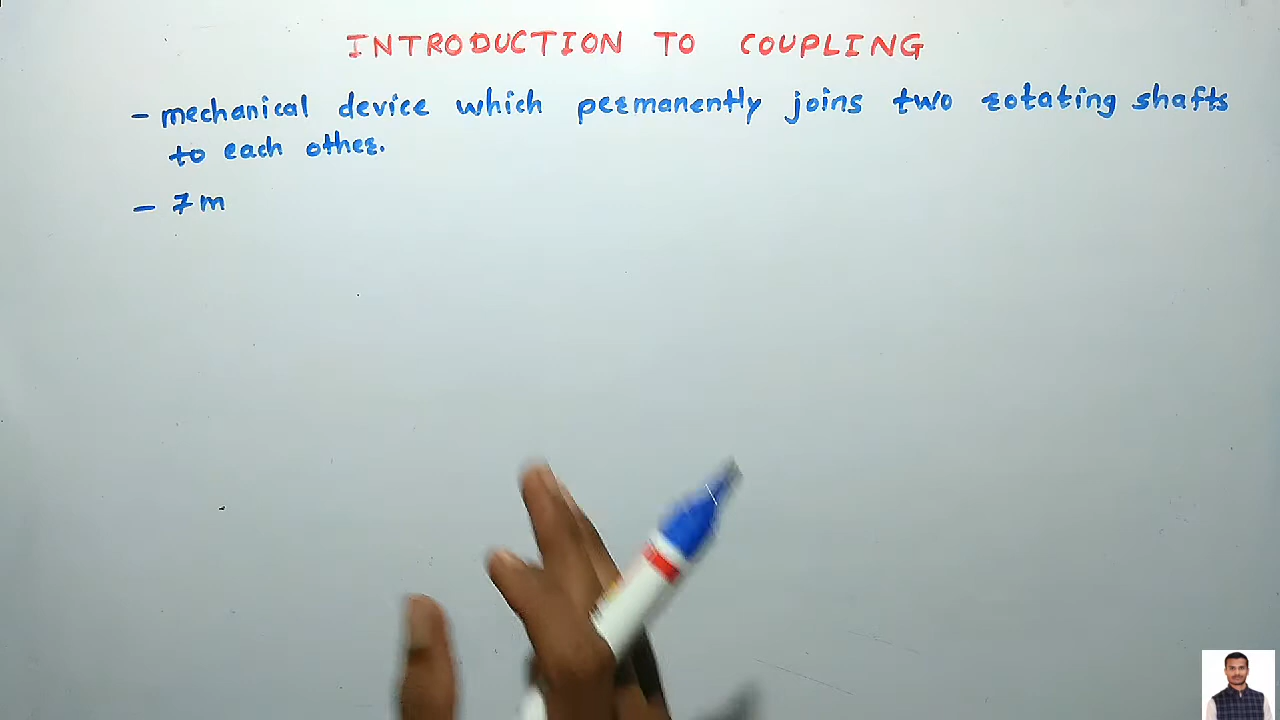 INTRODUCTION TO COUPLING
- mechanical device which permanently joins two rotating shafts
to each other.
- 7m